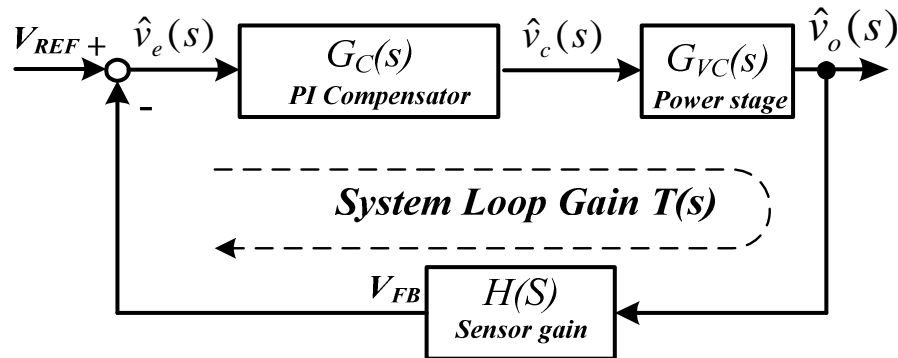 V_REF + v̂_e(s) G_C(s) v̂_c(s) G_VC(s) v̂_o(s)
PI Compensator Power stage
-
System Loop Gain T(s)
V_FB H(S)
Sensor gain